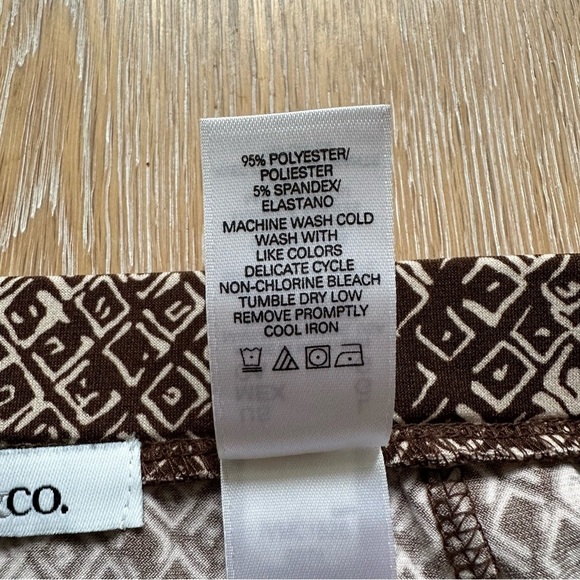 95% POLYESTER/
POLIESTER
5% SPANDEX/
ELASTANO
MACHINE WASH COLD
WASH WITH
LIKE COLORS
DELICATE CYCLE
NON-CHLORINE BLEACH
TUMBLE DRY LOW
REMOVE PROMPTLY
COOL IRON
CO.